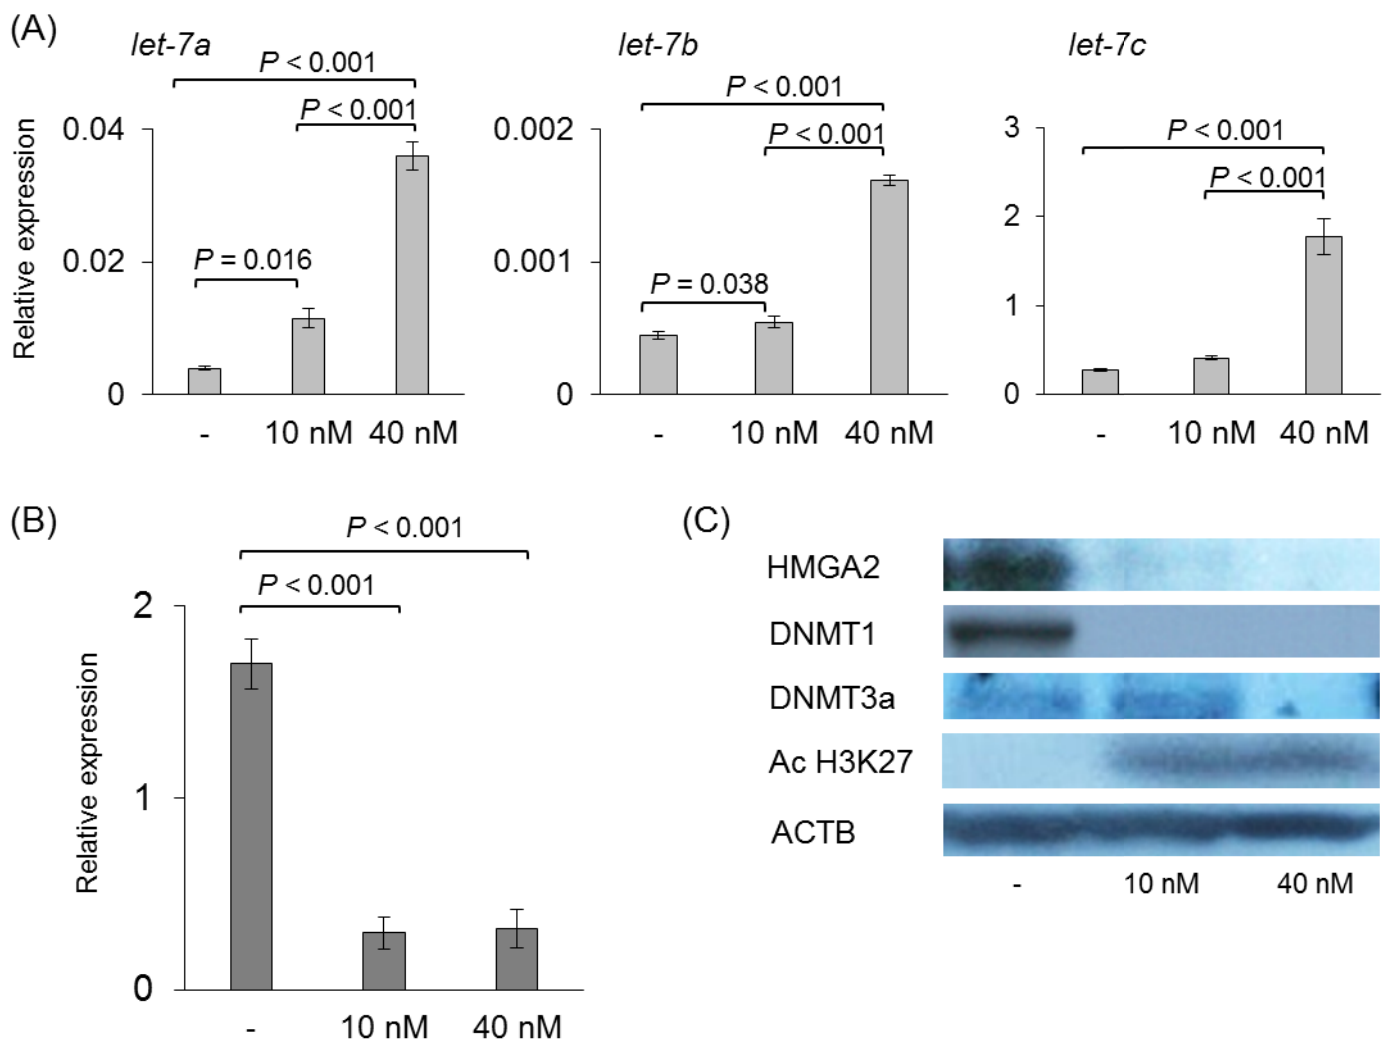 (A)
let-7a
let-7b
let-7c
P < 0.001
P < 0.001
P = 0.016
Relative expression
0.04
0.02
0
- 10 nM 40 nM
P < 0.001
P < 0.001
P = 0.038
0.002
0.001
0
- 10 nM 40 nM
P < 0.001
P < 0.001
3
2
1
0
- 10 nM 40 nM
(B)
P < 0.001
P < 0.001
Relative expression
2
1
0
- 10 nM 40 nM
(C)
HMGA2
DNMT1
DNMT3a
Ac H3K27
ACTB
- 10 nM 40 nM